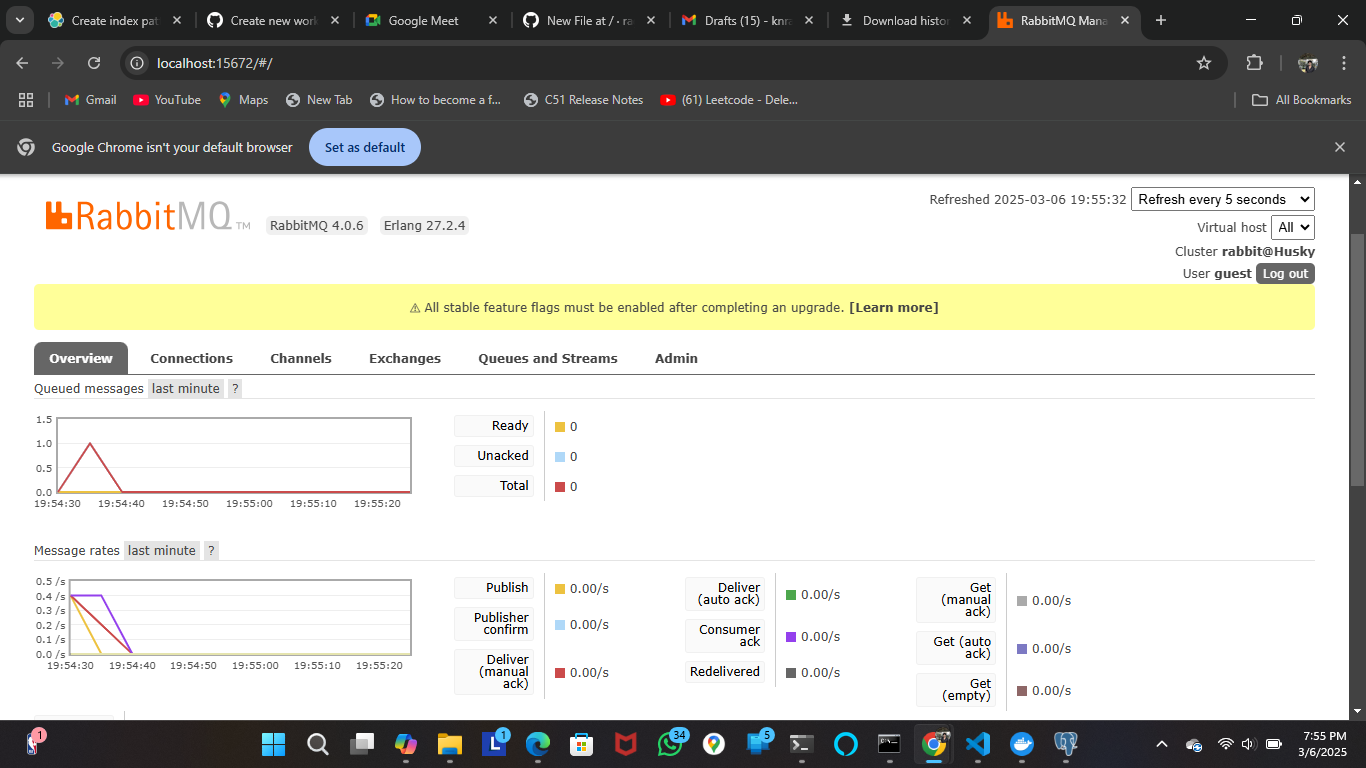 Create index pat
Create new work
Google Meet
New File at / · ra
Drafts (15) - knra
Download histor
RabbitMQ Mana
localhost:15672/#/
Gmail
YouTube
Maps
New Tab
How to become a f...
C51 Release Notes
(61) Leetcode - Dele...
All Bookmarks
Google Chrome isn't your default browser
Set as default
RabbitMQ TM
RabbitMQ 4.0.6
Erlang 27.2.4
Refreshed 2025-03-06 19:55:32
Refresh every 5 seconds
Virtual host
All
Cluster rabbit@Husky
User guest
Log out
⚠ All stable feature flags must be enabled after completing an upgrade. [Learn more]
Overview
Connections
Channels
Exchanges
Queues and Streams
Admin
Queued messages last minute ?
1.5
1.0
0.5
0.0
19:54:30 19:54:40 19:54:50 19:55:00 19:55:10 19:55:20
Ready 0
Unacked 0
Total 0
Message rates last minute ?
0.5 /s
0.4 /s
0.3 /s
0.2 /s
0.1 /s
0.0 /s
19:54:30 19:54:40 19:54:50 19:55:00 19:55:10 19:55:20
Publish 0.00/s
Publisher
confirm 0.00/s
Deliver
(manual
ack) 0.00/s
Deliver
(auto ack) 0.00/s
Consumer
ack 0.00/s
Redelivered 0.00/s
Get
(manual
ack) 0.00/s
Get (auto
ack) 0.00/s
Get
(empty) 0.00/s
1
L
1
34
5
7:55 PM
3/6/2025